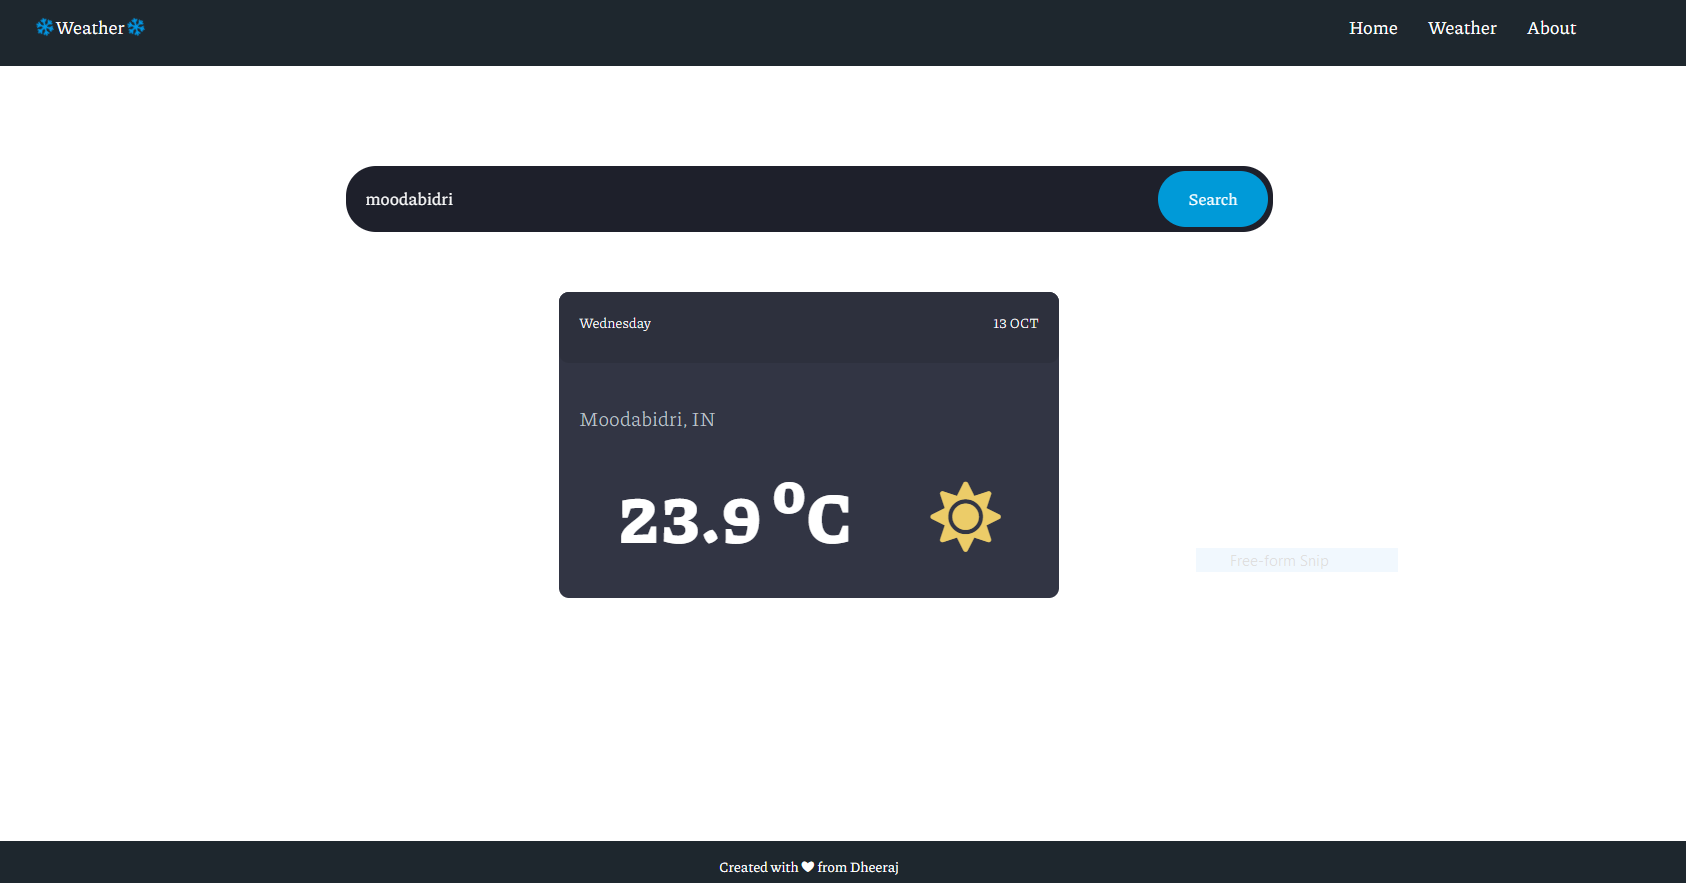 Weather
Home Weather About
moodabidri
Search
Wednesday
13 OCT
Moodabidri, IN
23.9 ºC
Free-form Snip
Created with ♥ from Dheeraj